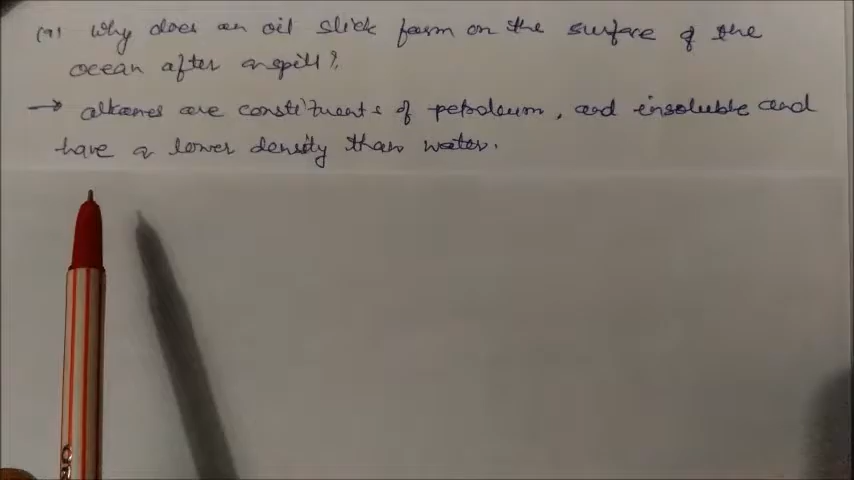 (9) Why does an oil slick form on the surface of the
ocean after a spill?
→ alkanes are constituents of petroleum, and insoluble and
have a lower density than water.